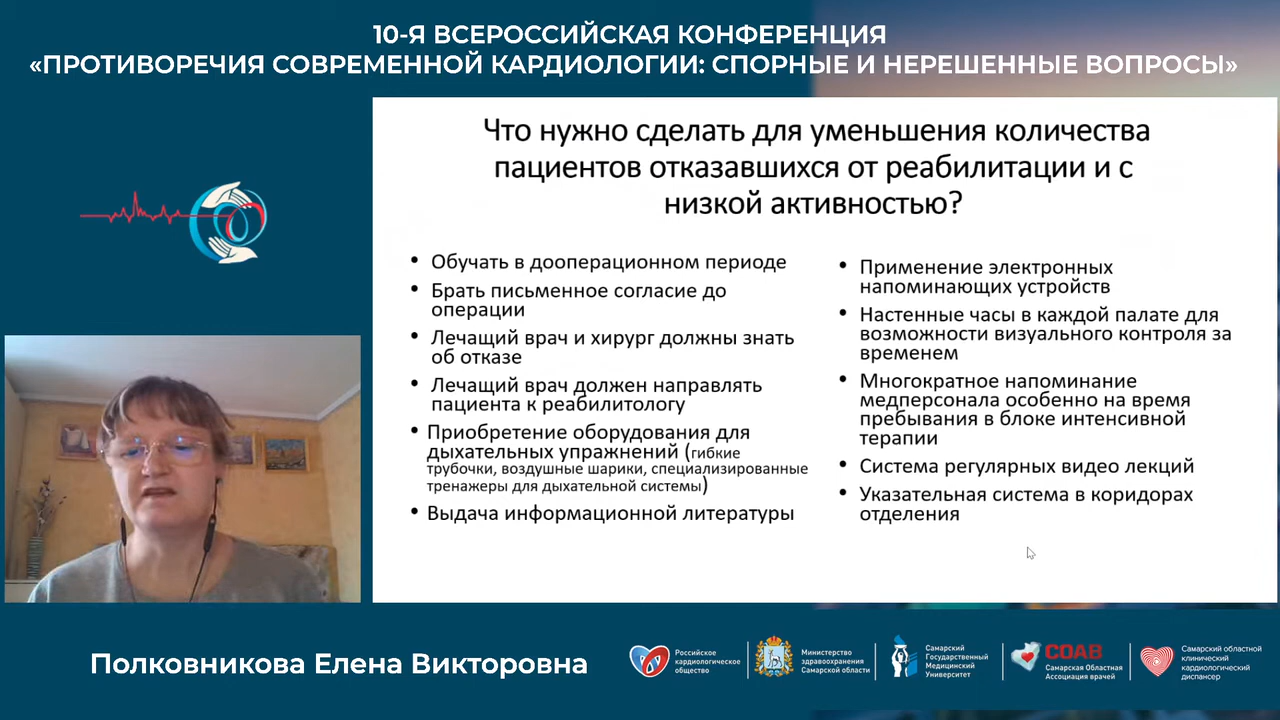 10-Я ВСЕРОССИЙСКАЯ КОНФЕРЕНЦИЯ
«ПРОТИВОРЕЧИЯ СОВРЕМЕННОЙ КАРДИОЛОГИИ: СПОРНЫЕ И НЕРЕШЕННЫЕ ВОПРОСЫ»
Что нужно сделать для уменьшения количества
пациентов отказавшихся от реабилитации и с
низкой активностью?
• Обучать в дооперационном периоде
• Брать письменное согласие до
операции
• Лечащий врач и хирург должны знать
об отказе
• Лечащий врач должен направлять
пациента к реабилитологу
• Приобретение оборудования для
дыхательных упражнений (гибкие
трубочки, воздушные шарики, специализированные
тренажеры для дыхательной системы)
• Выдача информационной литературы
• Применение электронных
напоминающих устройств
• Настенные часы в каждой палате для
возможности визуального контроля за
временем
• Многократное напоминание
медперсонала особенно на время
пребывания в блоке интенсивной
терапии
• Система регулярных видео лекций
• Указательная система в коридорах
отделения
Полковникова Елена Викторовна
Российское
кардиологическое
общество
Министерство
здравоохранения
Самарской области
Самарский
Государственный
Медицинский
Университет
СОАВ
Самарская Областная
Ассоциация врачей
Самарский областной
клинический
кардиологический
диспансер